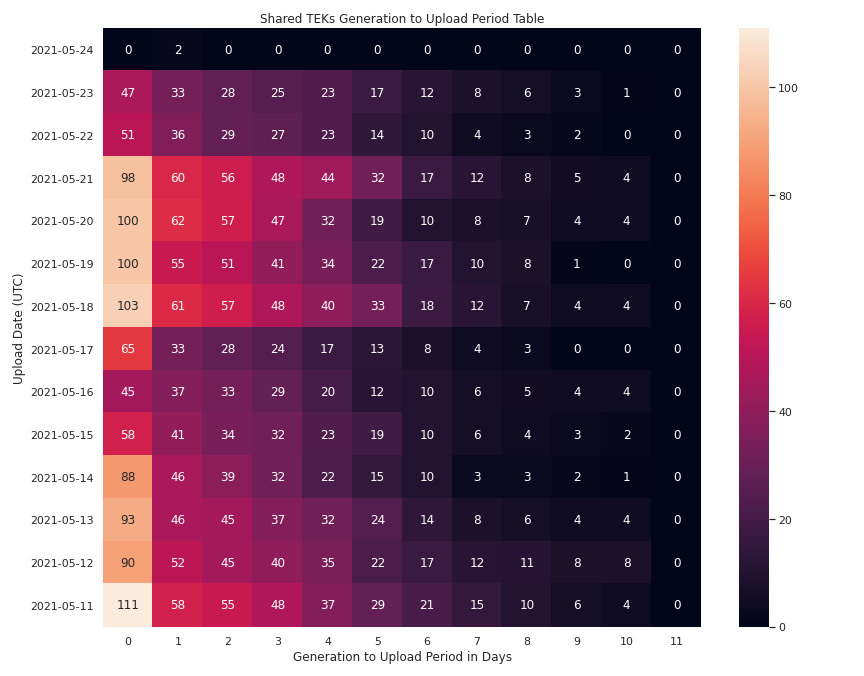 Shared TEKs Generation to Upload Period Table
Upload Date (UTC)
2021-05-24 0 2 0 0 0 0 0 0 0 0 0 0
2021-05-23 47 33 28 25 23 17 12 8 6 3 1 0
2021-05-22 51 36 29 27 23 14 10 4 3 2 0 0
2021-05-21 98 60 56 48 44 32 17 12 8 5 4 0
2021-05-20 100 62 57 47 32 19 10 8 7 4 4 0
2021-05-19 100 55 51 41 34 22 17 10 8 1 0 0
2021-05-18 103 61 57 48 40 33 18 12 7 4 4 0
2021-05-17 65 33 28 24 17 13 8 4 3 0 0 0
2021-05-16 45 37 33 29 20 12 10 6 5 4 4 0
2021-05-15 58 41 34 32 23 19 10 6 4 3 2 0
2021-05-14 88 46 39 32 22 15 10 3 3 2 1 0
2021-05-13 93 46 45 37 32 24 14 8 6 4 4 0
2021-05-12 90 52 45 40 35 22 17 12 11 8 8 0
2021-05-11 111 58 55 48 37 29 21 15 10 6 4 0
0 1 2 3 4 5 6 7 8 9 10 11
Generation to Upload Period in Days
100
80
60
40
20
0